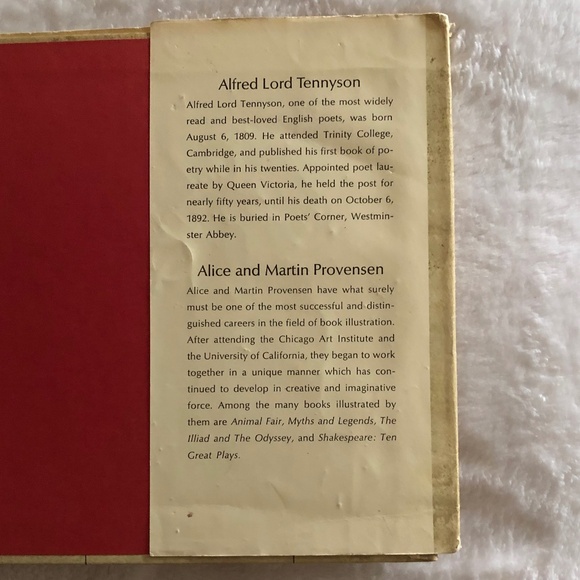 Alfred Lord Tennyson
Alfred Lord Tennyson, one of the most widely
read and best-loved English poets, was born
August 6, 1809. He attended Trinity College,
Cambridge, and published his first book of po-
etry while in his twenties. Appointed poet lau-
reate by Queen Victoria, he held the post for
nearly fifty years, until his death on October 6,
1892. He is buried in Poets' Corner, Westmin-
ster Abbey.
Alice and Martin Provensen
Alice and Martin Provensen have what surely
must be one of the most successful and distin-
guished careers in the field of book illustration.
After attending the Chicago Art Institute and
the University of California, they began to work
together in a unique manner which has con-
tinued to develop in creative and imaginative
force. Among the many books illustrated by
them are Animal Fair, Myths and Legends, The
Illiad and The Odyssey, and Shakespeare: Ten
Great Plays.